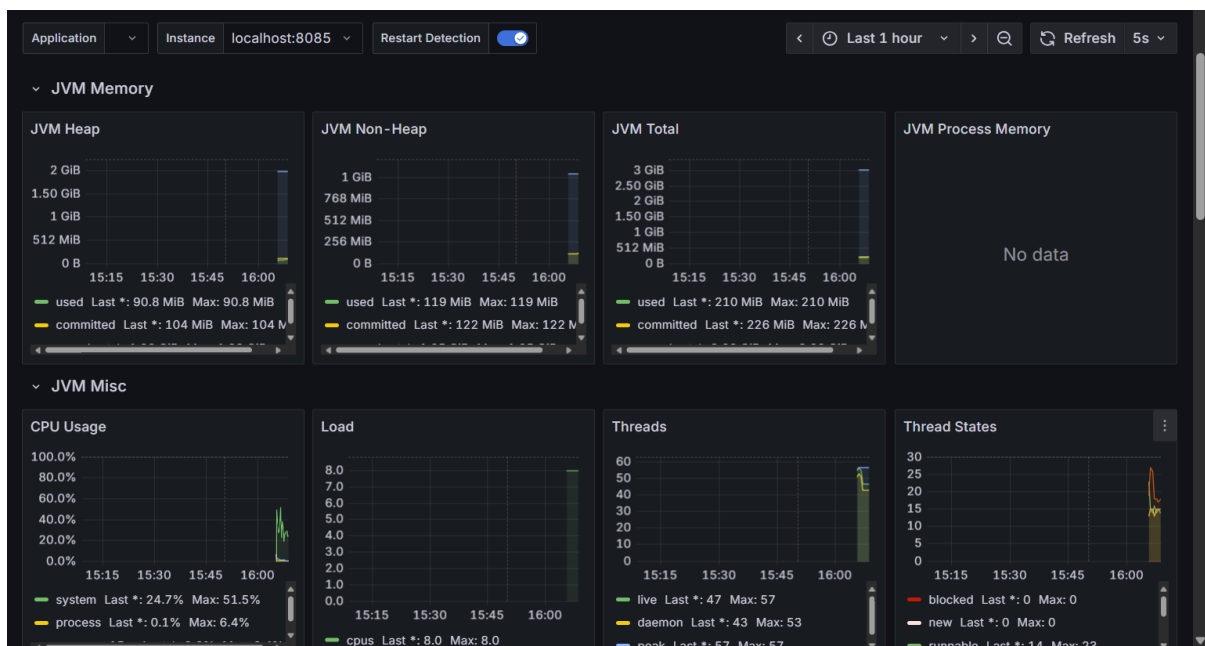 Application Instance localhost:8085 Restart Detection Last 1 hour Refresh 5s
JVM Memory
JVM Heap
2 GiB
1.50 GiB
1 GiB
512 MiB
0 B
15:15 15:30 15:45 16:00
used Last *: 90.8 MiB Max: 90.8 MiB
committed Last *: 104 MiB Max: 104 M
JVM Non-Heap
1 GiB
768 MiB
512 MiB
256 MiB
0 B
15:15 15:30 15:45 16:00
used Last *: 119 MiB Max: 119 MiB
committed Last *: 122 MiB Max: 122 M
JVM Total
3 GiB
2.50 GiB
2 GiB
1.50 GiB
1 GiB
512 MiB
0 B
15:15 15:30 15:45 16:00
used Last *: 210 MiB Max: 210 MiB
committed Last *: 226 MiB Max: 226 M
JVM Process Memory
No data
JVM Misc
CPU Usage
100.0%
80.0%
60.0%
40.0%
20.0%
0.0%
15:15 15:30 15:45 16:00
system Last *: 24.7% Max: 51.5%
process Last *: 0.1% Max: 6.4%
Load
8.0
7.0
6.0
5.0
4.0
3.0
2.0
1.0
0.0
15:15 15:30 15:45 16:00
cpus Last *: 8.0 Max: 8.0
Threads
60
50
40
30
20
10
0
15:15 15:30 15:45 16:00
live Last *: 47 Max: 57
daemon Last *: 43 Max: 53
peak Last *: 57 Max: 57
Thread States
30
25
20
15
10
5
0
15:15 15:30 15:45 16:00
blocked Last *: 0 Max: 0
new Last *: 0 Max: 0
runnable Last *: 14 Max: 23